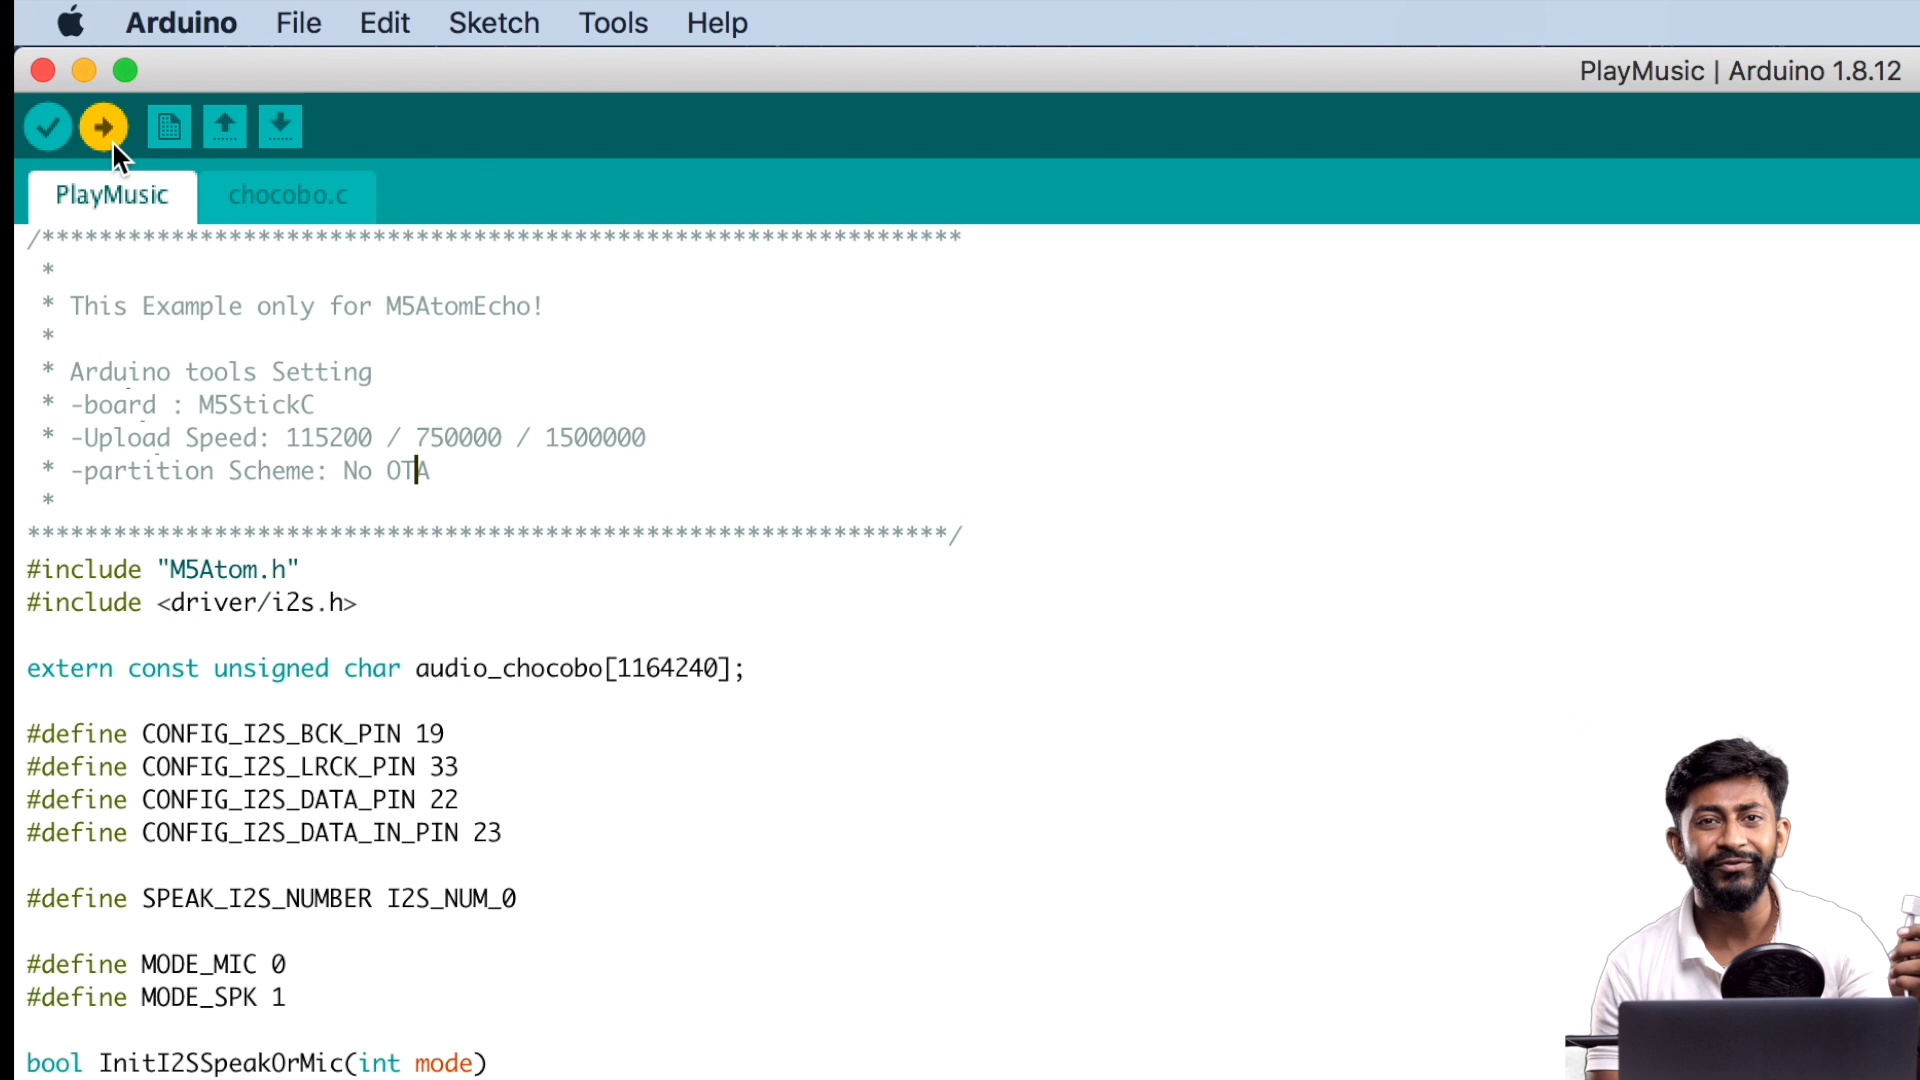 Arduino File Edit Sketch Tools Help
PlayMusic | Arduino 1.8.12
PlayMusic chocobo.c
/****************************************************************
*
* This Example only for M5AtomEcho!
*
* Arduino tools Setting
* -board : M5StickC
* -Upload Speed: 115200 / 750000 / 1500000
* -partition Scheme: No OTA
*
****************************************************************/
#include "M5Atom.h"
#include <driver/i2s.h>
extern const unsigned char audio_chocobo[1164240];
#define CONFIG_I2S_BCK_PIN 19
#define CONFIG_I2S_LRCK_PIN 33
#define CONFIG_I2S_DATA_PIN 22
#define CONFIG_I2S_DATA_IN_PIN 23
#define SPEAK_I2S_NUMBER I2S_NUM_0
#define MODE_MIC 0
#define MODE_SPK 1
bool InitI2SSpeakOrMic(int mode)